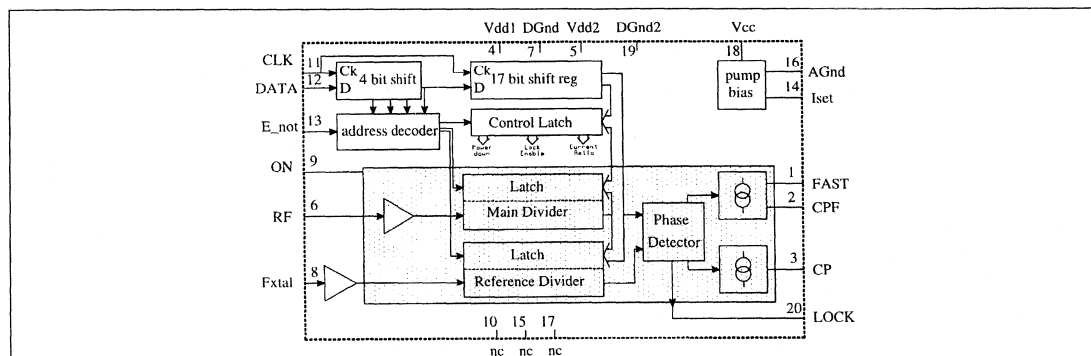 Vdd1 DGnd Vdd2 DGnd2 Vcc
4 7 5 19 18
CLK 11
DATA 12
Ck
D
4 bit shift
Ck
D
17 bit shift reg
pump
bias
16 AGnd
14 Iset
E_not 13
address decoder
Control Latch
Power
down
Lock
Enable
Current
Ratio
ON 9
Latch
Main Divider
RF 6
Phase
Detector
1 FAST
2 CPF
Latch
Reference Divider
Fxtal 8
3 CP
20 LOCK
10 15 17
nc nc nc